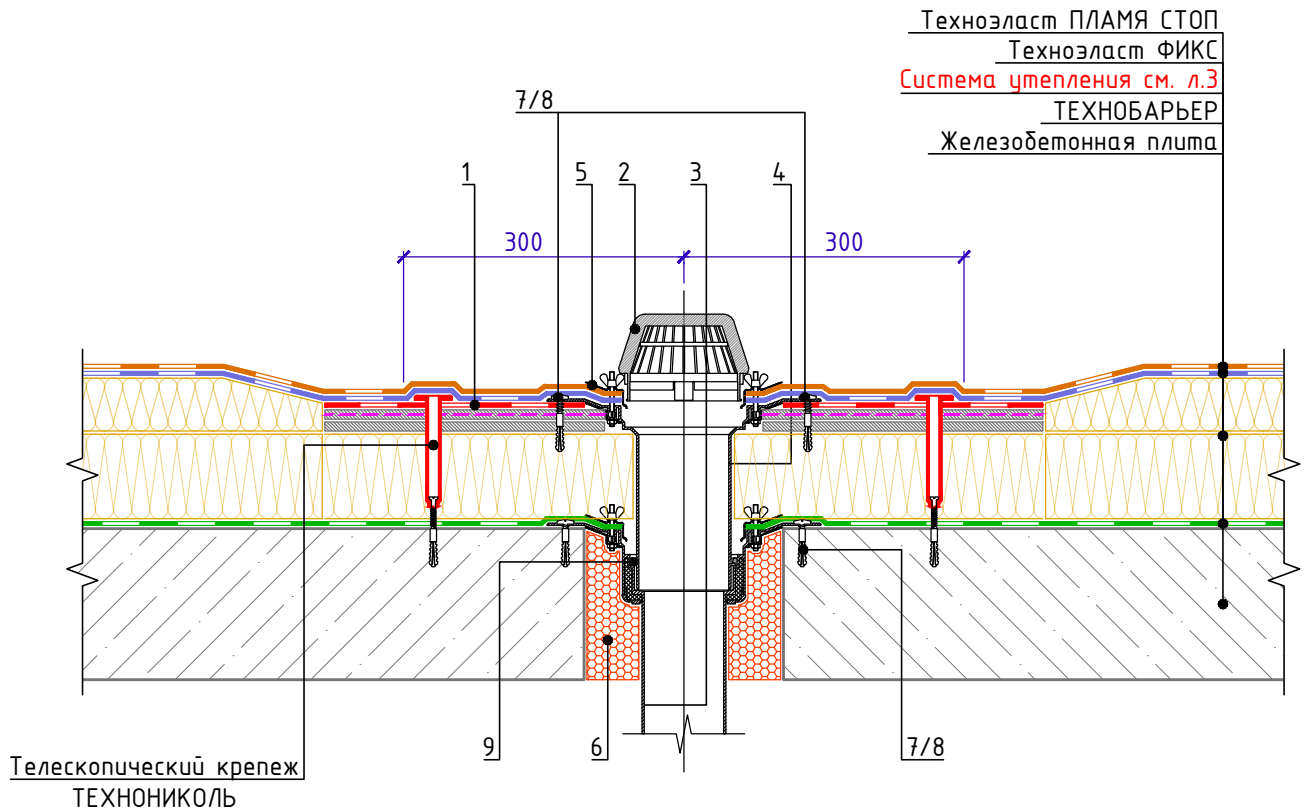 Техноэласт ПЛАМЯ СТОП
Техноэласт ФИКС
Система утепления см. л.3
ТЕХНОБАРЬЕР
Железобетонная плита
7/8
1
5
2
3
4
300
300
9
6
7/8
Телескопический крепеж
ТЕХНОНИКОЛЬ